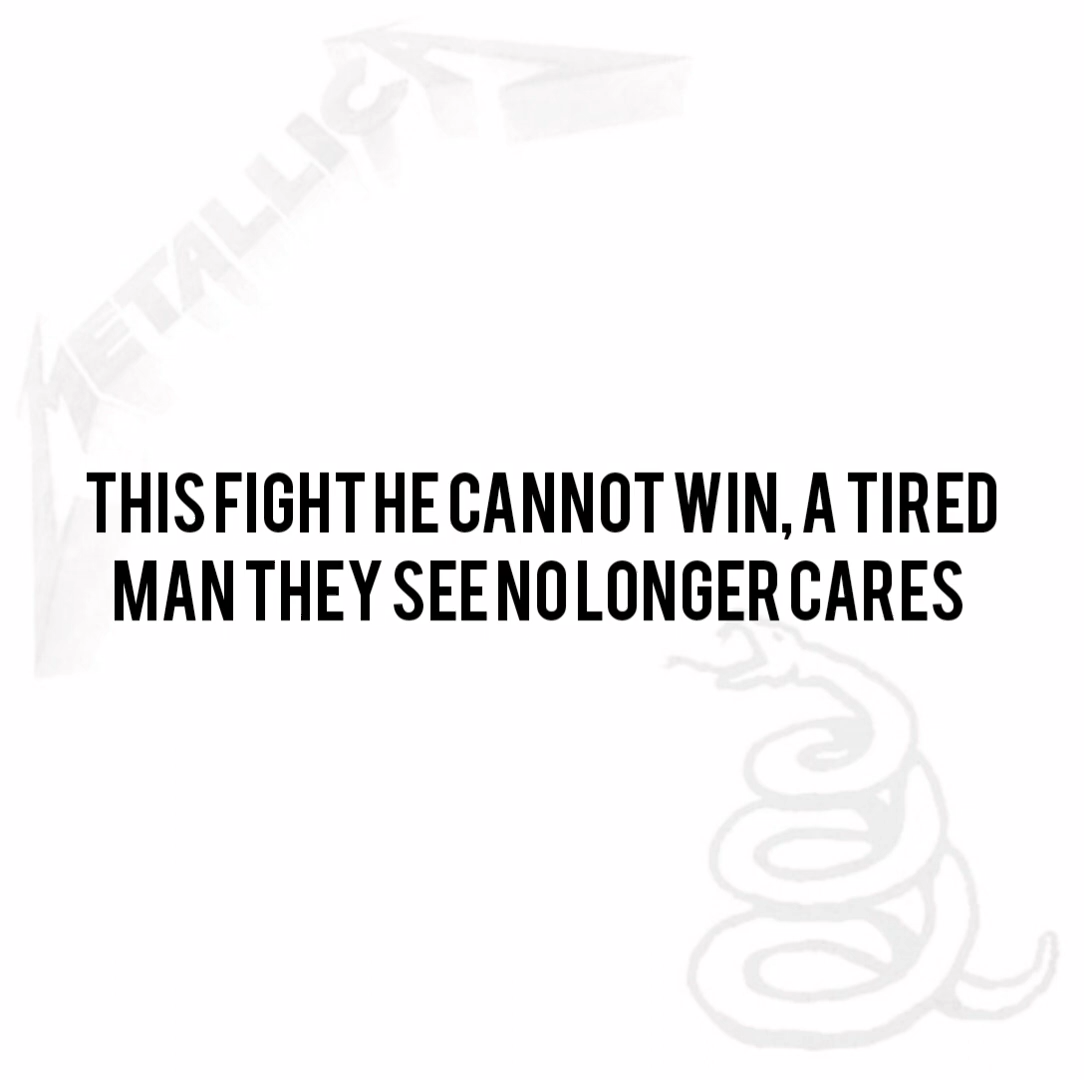 METALLICA
THIS FIGHT HE CANNOT WIN, A TIRED
MAN THEY SEE NO LONGER CARES